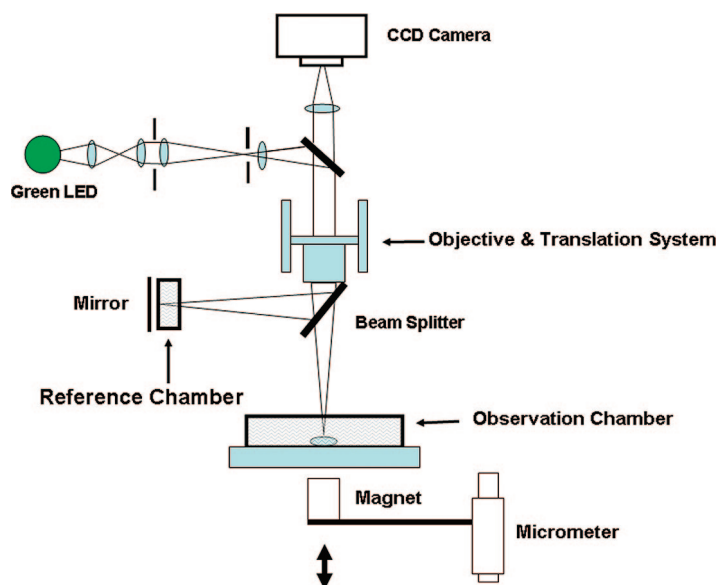 CCD Camera
Green LED
Objective & Translation System
Mirror
Beam Splitter
Reference Chamber
Observation Chamber
Magnet
Micrometer